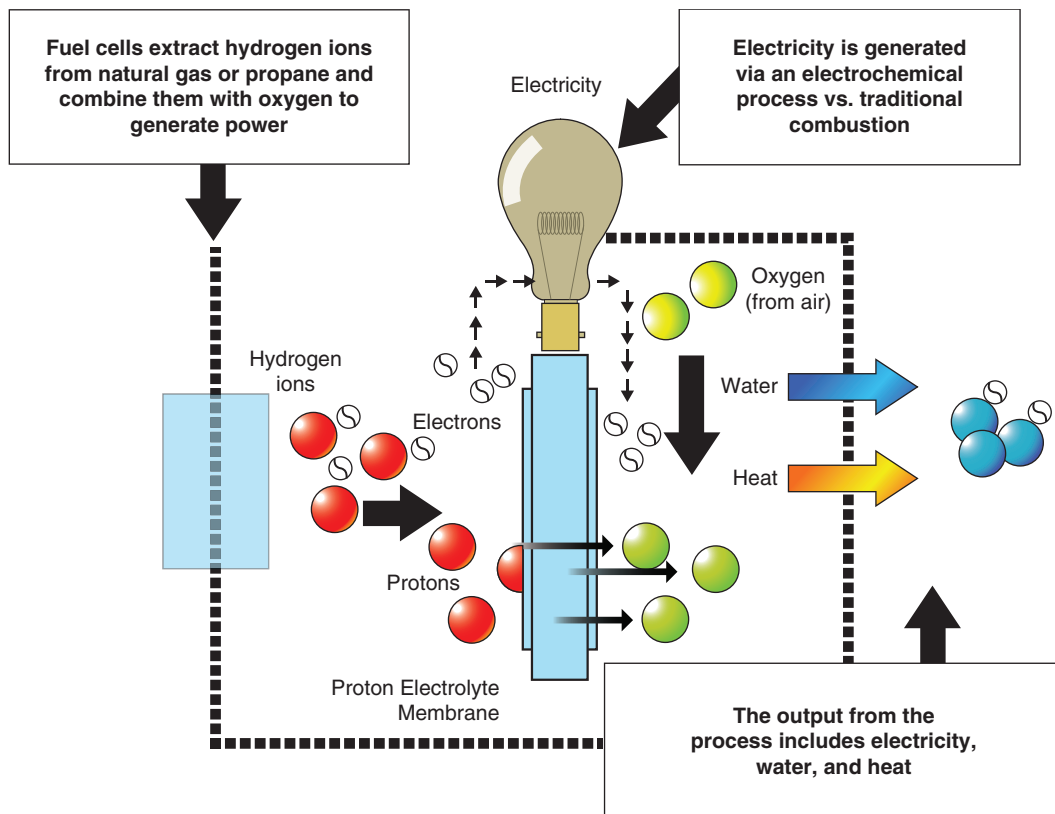 Fuel cells extract hydrogen ions
from natural gas or propane and
combine them with oxygen to
generate power
Electricity is generated
via an electrochemical
process vs. traditional
combustion
Electricity
Oxygen
(from air)
Hydrogen
ions
Electrons
Water
Heat
Protons
Proton Electrolyte
Membrane
The output from the
process includes electricity,
water, and heat